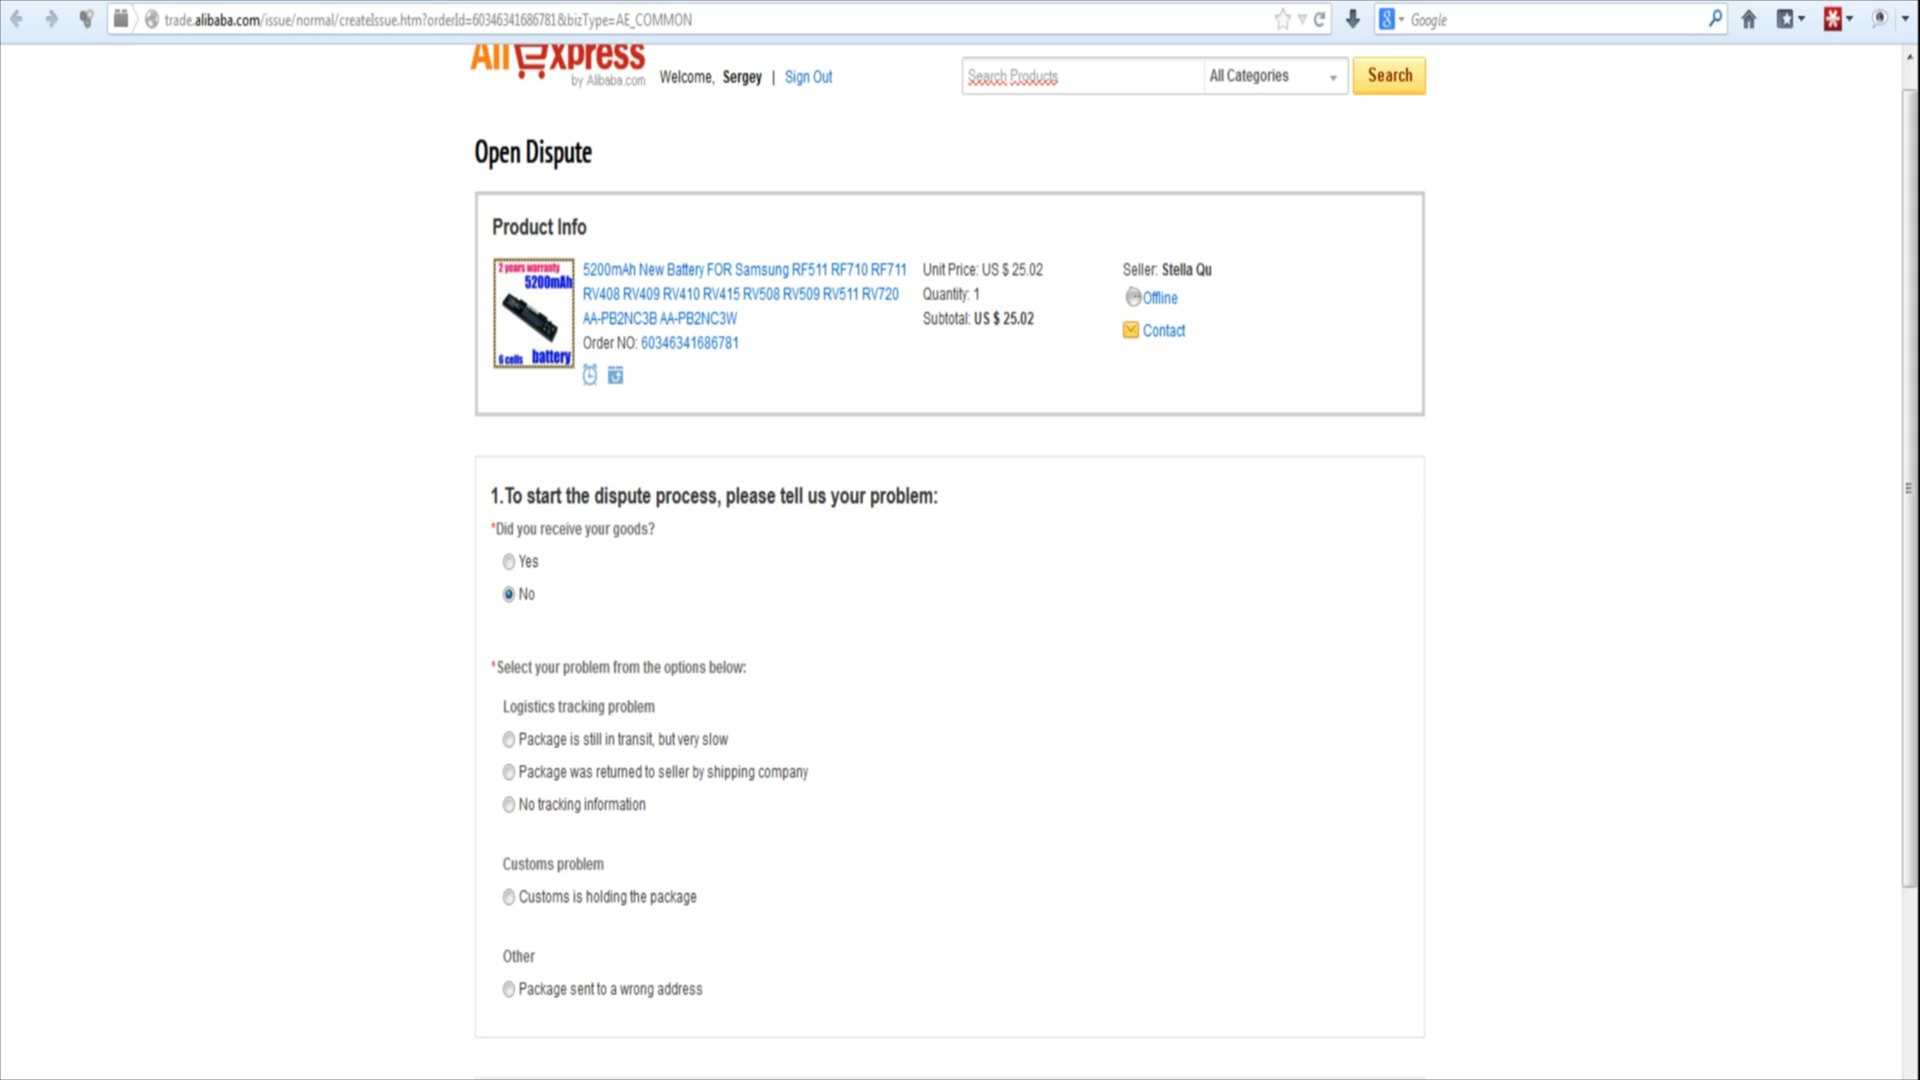 trade.alibaba.com/issue/normal/createIssue.htm?orderId=60346341686781&bizType=AE_COMMON
Google
AliExpress
by Alibaba.com
Welcome, Sergey | Sign Out
Search Products
All Categories
Search
Open Dispute
Product Info
2 years warranty
5200mAh
6 cells battery
5200mAh New Battery FOR Samsung RF511 RF710 RF711
RV408 RV409 RV410 RV415 RV508 RV509 RV511 RV720
AA-PB2NC3B AA-PB2NC3W
Order NO: 60346341686781
Unit Price: US $ 25.02
Quantity: 1
Subtotal: US $ 25.02
Seller: Stella Qu
Offline
Contact
1.To start the dispute process, please tell us your problem:
*Did you receive your goods?
Yes
No
*Select your problem from the options below:
Logistics tracking problem
Package is still in transit, but very slow
Package was returned to seller by shipping company
No tracking information
Customs problem
Customs is holding the package
Other
Package sent to a wrong address